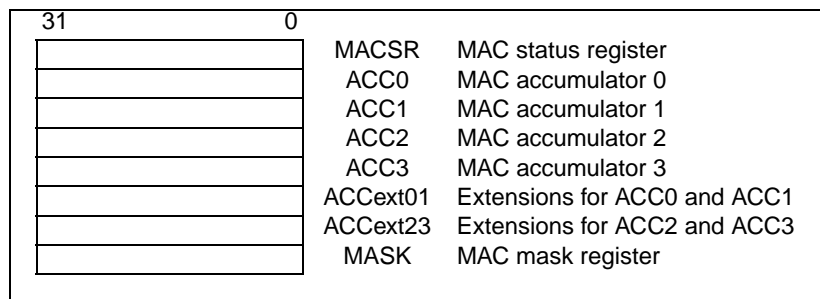 31 0
MACSR MAC status register
ACC0 MAC accumulator 0
ACC1 MAC accumulator 1
ACC2 MAC accumulator 2
ACC3 MAC accumulator 3
ACCext01 Extensions for ACC0 and ACC1
ACCext23 Extensions for ACC2 and ACC3
MASK MAC mask register